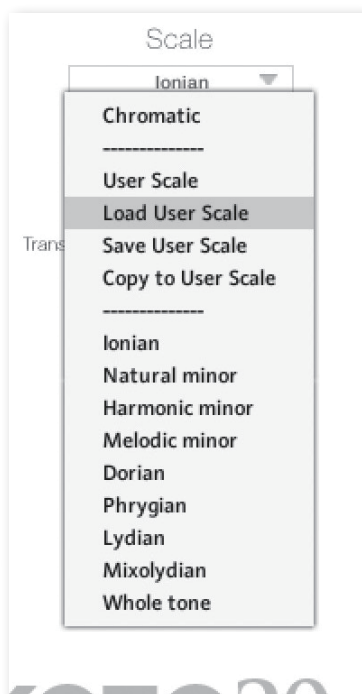 Scale
Ionian
Chromatic
--------------
User Scale
Load User Scale
Trans
Save User Scale
Copy to User Scale
--------------
Ionian
Natural minor
Harmonic minor
Melodic minor
Dorian
Phrygian
Lydian
Mixolydian
Whole tone